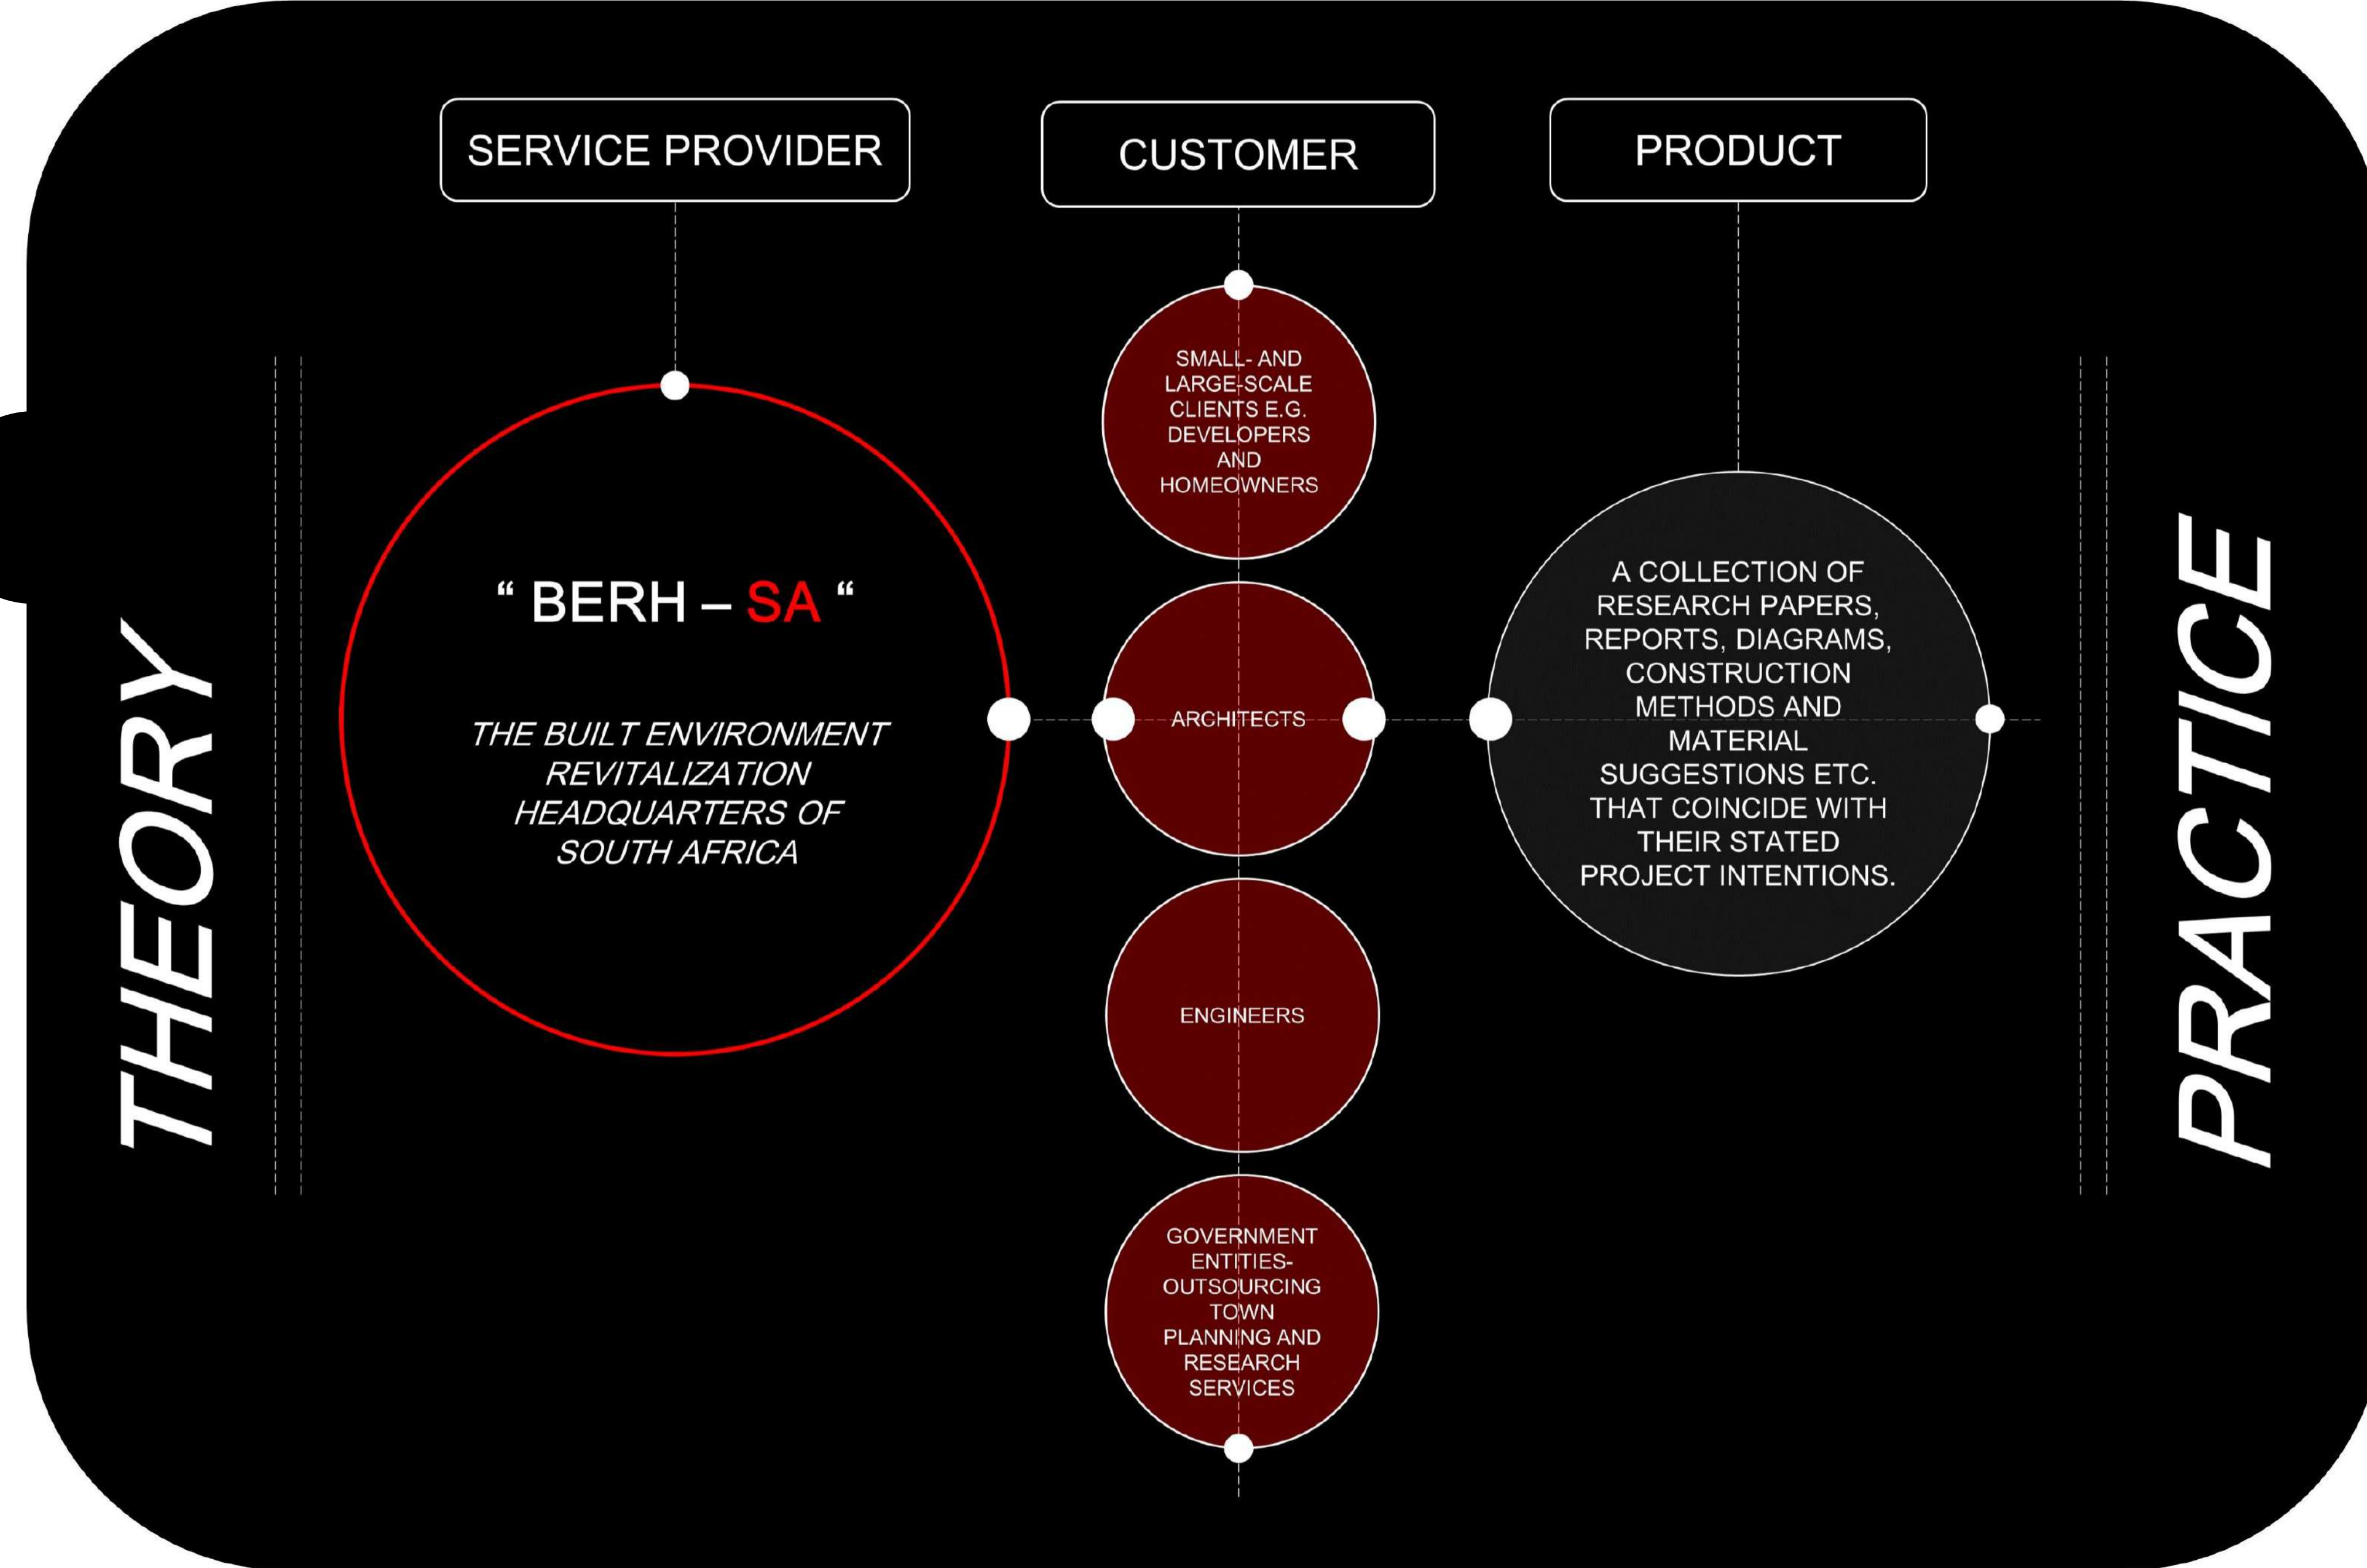 SERVICE PROVIDER
CUSTOMER
PRODUCT
THEORY
“ BERH – SA “
THE BUILT ENVIRONMENT
REVITALIZATION
HEADQUARTERS OF
SOUTH AFRICA
SMALL- AND
LARGE-SCALE
CLIENTS E.G.
DEVELOPERS
AND
HOMEOWNERS
ARCHITECTS
ENGINEERS
GOVERNMENT
ENTITIES-
OUTSOURCING
TOWN
PLANNING AND
RESEARCH
SERVICES
A COLLECTION OF
RESEARCH PAPERS,
REPORTS, DIAGRAMS,
CONSTRUCTION
METHODS AND
MATERIAL
SUGGESTIONS ETC.
THAT COINCIDE WITH
THEIR STATED
PROJECT INTENTIONS.
PRACTICE